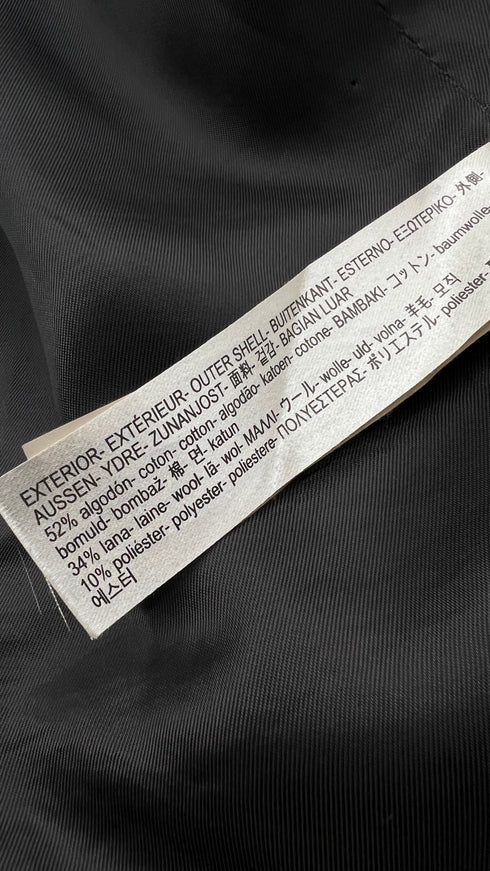 EXTERIOR- EXTÉRIEUR- OUTER SHELL- BUITENKANT- ESTERNO- ΕΞΩΤΕΡΙΚΟ- 外側-
AUSSEN- YDRE- ZUNANJOST- 面料- 겉감- BAGIAN LUAR
52% algodón- coton- cotton- algodão- katoen- cotone- BAMBAKI- コットン- baumwolle-
bomuld- bombaž- 棉- 면- katun
34% lana- laine- wool- lã- wol- ΜΑΛΛΙ- ウール- wolle- uld- volna- 羊毛- 모직
10% poliéster- polyester- poliestere- ΠΟΛΥΕΣΤΕΡΑΣ- ポリエステル- poliester-
에스터